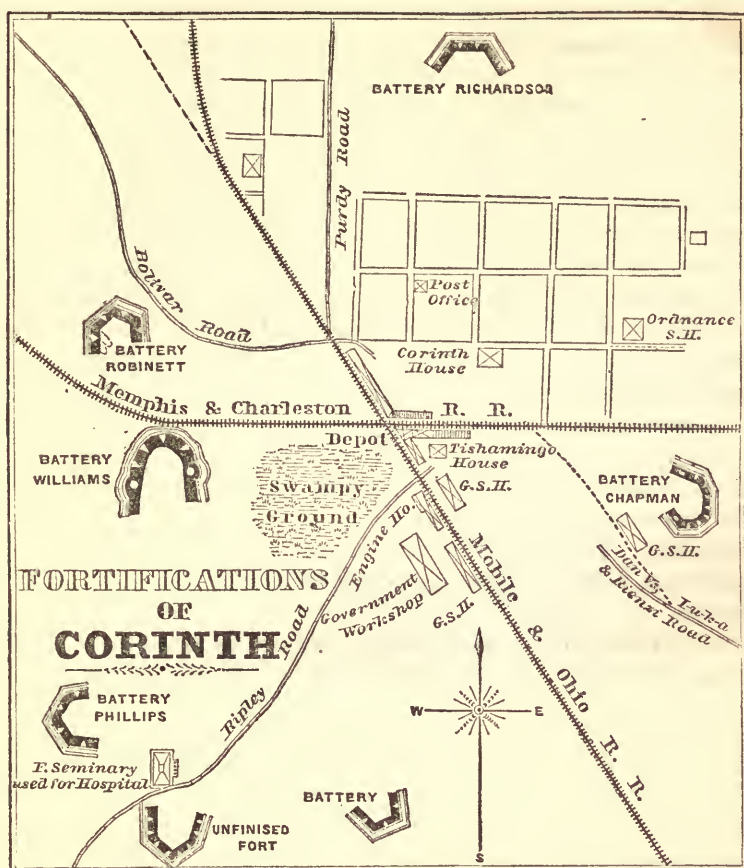 BATTERY RICHARDSON
Purdy Road
Bolivar Road
Post
Office
Ordnance
S.H.
Corinth
House
BATTERY
ROBINETT
Memphis & Charleston R. R.
Depot
Tishamingo
House
BATTERY
WILLIAMS
Swampy
Ground
G.S.H.
BATTERY
CHAPMAN
G.S.H.
& Rienzi Road
I-u-k-a
Engine Ho.
Government
Workshop
G.S.H.
Mobile & Ohio R. R.
FORTIFICATIONS
OF
CORINTH
Ripley Road
BATTERY
PHILLIPS
W
E
S
F. Seminary
used for Hospital
BATTERY
UNFINISED
FORT